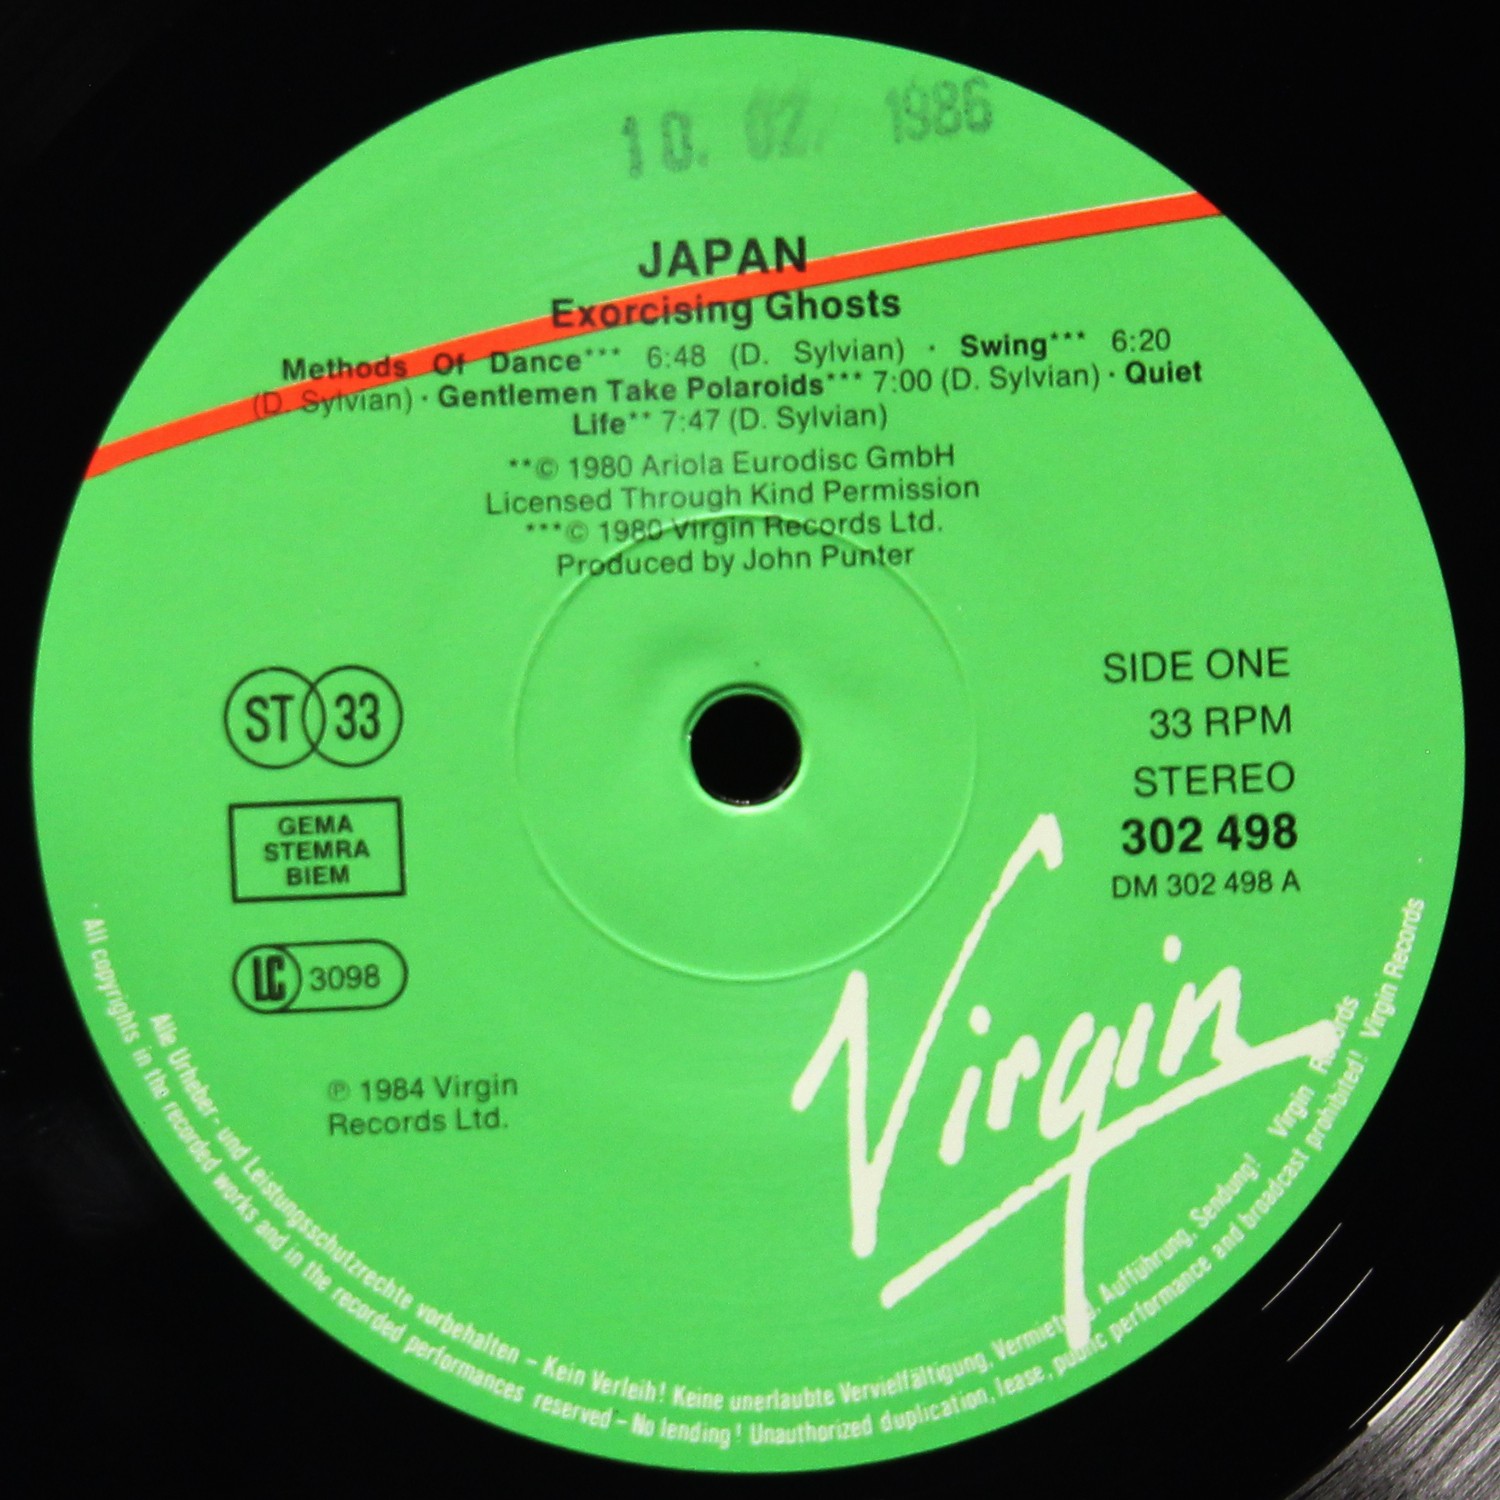 10. 02. 1986
JAPAN
Exorcising Ghosts
Methods Of Dance*** 6:48 (D. Sylvian) · Swing*** 6:20
(D. Sylvian) · Gentlemen Take Polaroids*** 7:00 (D. Sylvian) · Quiet
Life** 7:47 (D. Sylvian)
**© 1980 Ariola Eurodisc GmbH
Licensed Through Kind Permission
***© 1980 Virgin Records Ltd.
Produced by John Punter
ST 33
GEMA
STEMRA
BIEM
LC 3098
℗ 1984 Virgin
Records Ltd.
SIDE ONE
33 RPM
STEREO
302 498
DM 302 498 A
Virgin
Alle Urheber- und Leistungsschutzrechte vorbehalten – Kein Verleih! Keine unerlaubte Vervielfältigung, Vermietung, Aufführung, Sendung! Virgin Records
All copyrights in the recorded works and in the recorded performances reserved – No lending! Unauthorized duplication, lease, public performance and broadcast prohibited! Virgin Records